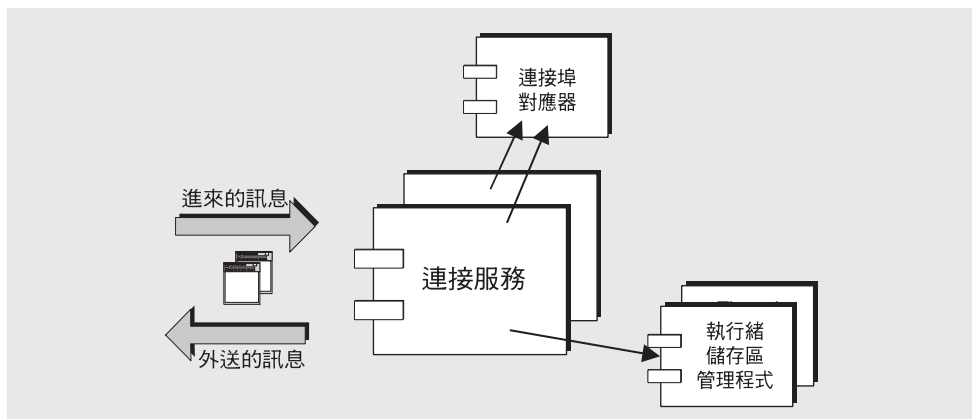 連接埠
對應器
進來的訊息
連接服務
外送的訊息
執行緒
儲存區
管理程式